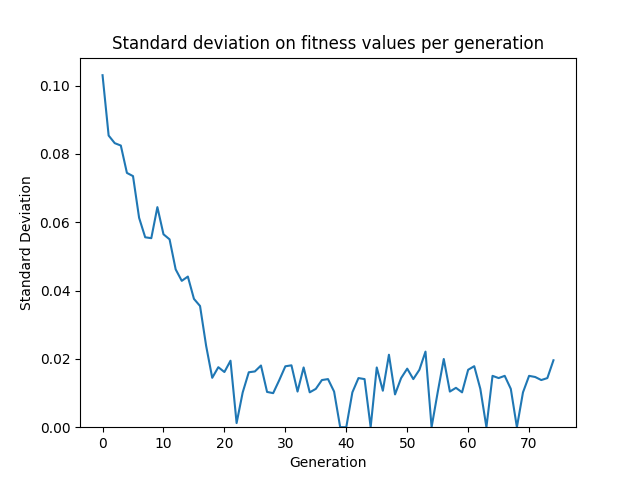 Standard deviation on fitness values per generation
0.10
0.08
0.06
0.04
0.02
0.00
Standard Deviation
0 10 20 30 40 50 60 70
Generation